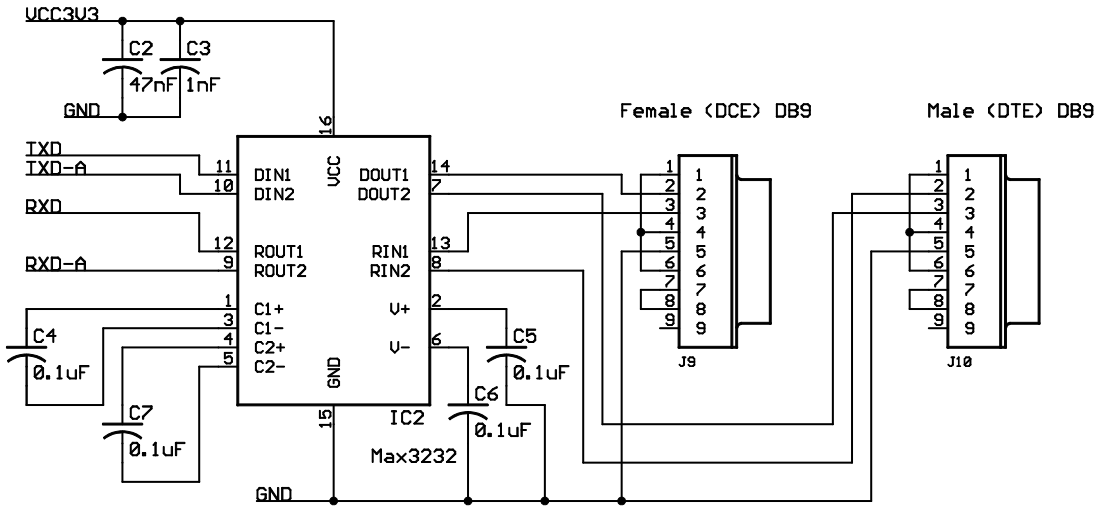 VCC3V3
C2
C3
47nF
1nF
GND
16
Female (DCE) DB9
Male (DTE) DB9
TXD
TXD-A
RXD
RXD-A
11
10
12
9
1
3
4
5
DIN1
DIN2
ROUT1
ROUT2
C1+
C1-
C2+
C2-
VCC
GND
DOUT1
DOUT2
RIN1
RIN2
V+
V-
14
7
13
8
2
6
15
IC2
Max3232
C4
0.1uF
C7
0.1uF
C5
0.1uF
C6
0.1uF
GND
1 1
2 2
3 3
4 4
5 5
6 6
7 7
8 8
9 9
J9
1 1
2 2
3 3
4 4
5 5
6 6
7 7
8 8
9 9
J10